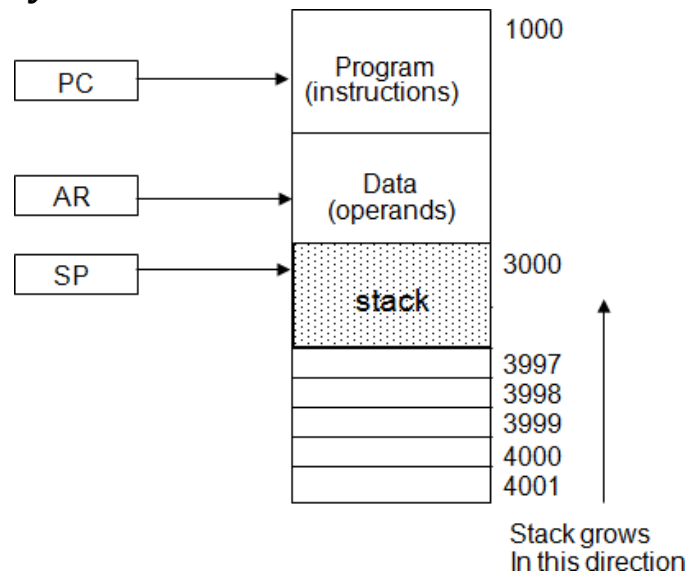 1000
PC
Program
(instructions)
AR
Data
(operands)
SP
3000
stack
3997
3998
3999
4000
4001
Stack grows
In this direction